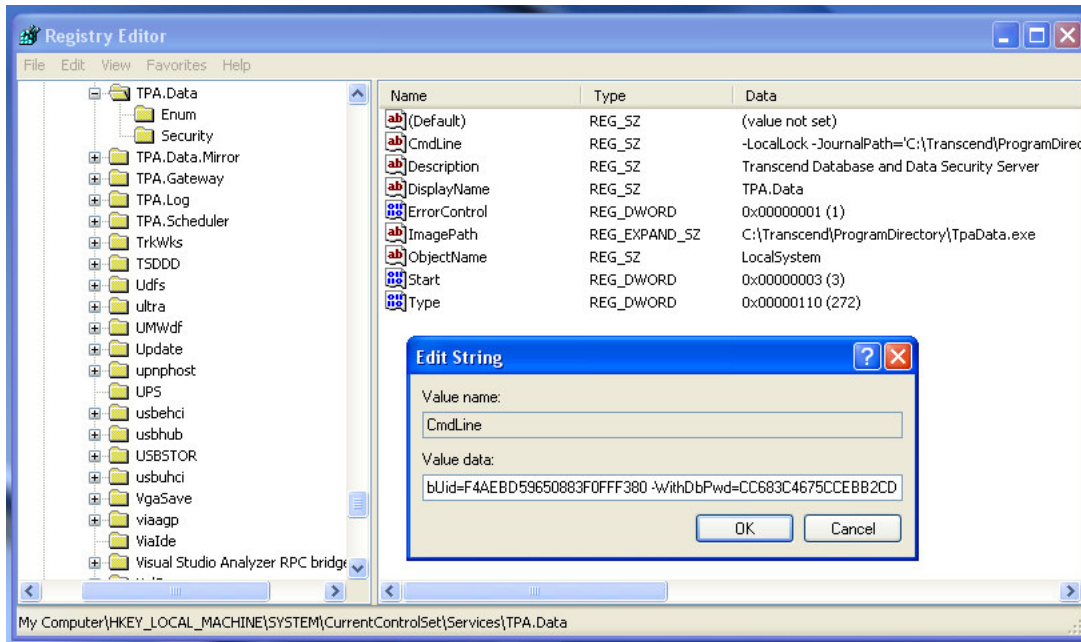 Registry Editor
File Edit View Favorites Help
TPA.Data
Enum
Security
TPA.Data.Mirror
TPA.Gateway
TPA.Log
TPA.Scheduler
TrkWks
TSDDD
Udfs
ultra
UMWdf
Update
upnphost
UPS
usbehci
usbhub
USBSTOR
usbuhci
VgaSave
viaagp
ViaIde
Visual Studio Analyzer RPC bridge
Name Type Data
(Default) REG_SZ (value not set)
CmdLine REG_SZ -LocalLock -JournalPath='C:\Transcend\ProgramDirec
Description REG_SZ Transcend Database and Data Security Server
DisplayName REG_SZ TPA.Data
ErrorControl REG_DWORD 0x00000001 (1)
ImagePath REG_EXPAND_SZ C:\Transcend\ProgramDirectory\TpaData.exe
ObjectName REG_SZ LocalSystem
Start REG_DWORD 0x00000003 (3)
Type REG_DWORD 0x00000110 (272)
Edit String
Value name:
CmdLine
Value data:
bUid=F4AEBD59650883F0FFF380 -WithDbPwd=CC683C4675CCEBB2CD
OK Cancel
My Computer\HKEY_LOCAL_MACHINE\SYSTEM\CurrentControlSet\Services\TPA.Data